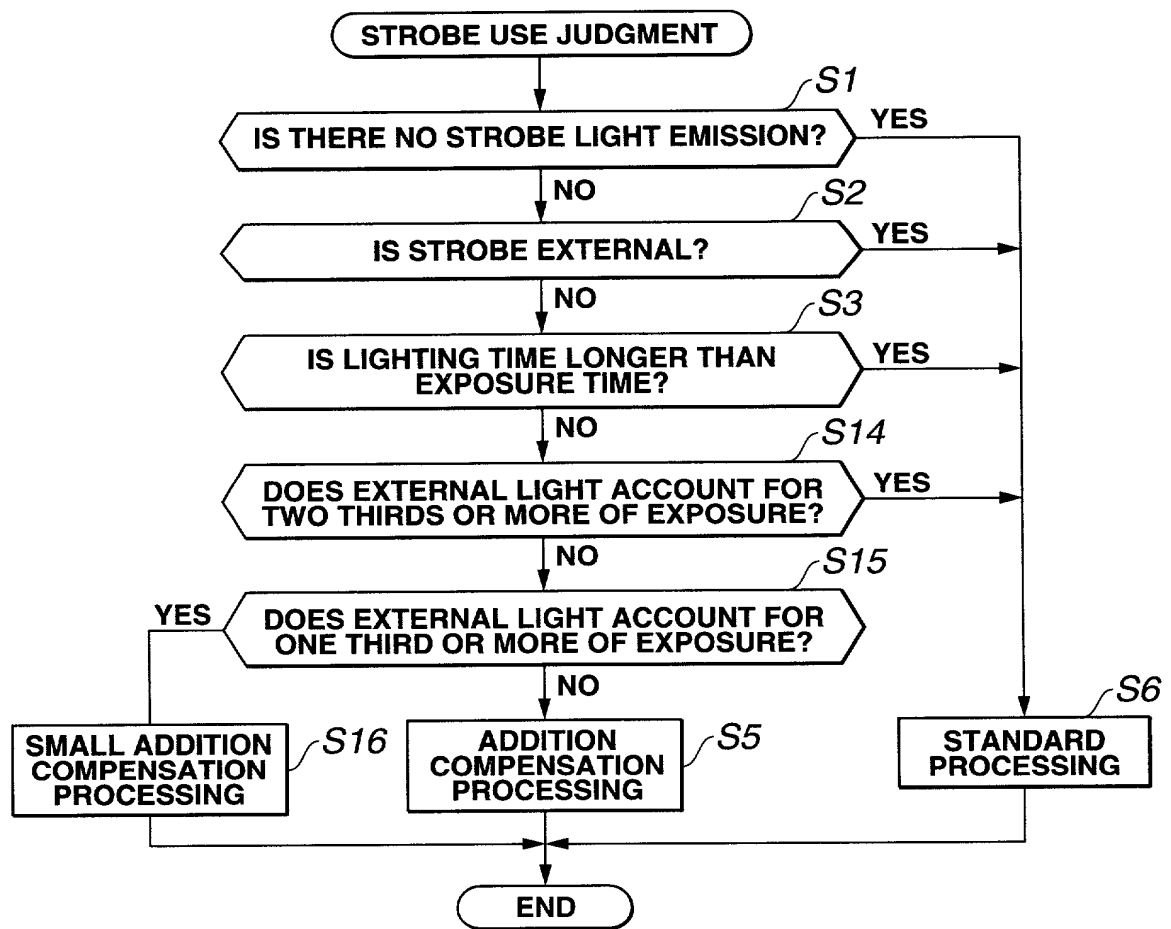 STROBE USE JUDGMENT
S1
IS THERE NO STROBE LIGHT EMISSION?
YES
NO
S2
IS STROBE EXTERNAL?
YES
NO
S3
IS LIGHTING TIME LONGER THAN
EXPOSURE TIME?
YES
NO
S14
DOES EXTERNAL LIGHT ACCOUNT FOR
TWO THIRDS OR MORE OF EXPOSURE?
YES
NO
S15
YES
DOES EXTERNAL LIGHT ACCOUNT FOR
ONE THIRD OR MORE OF EXPOSURE?
NO
SMALL ADDITION
COMPENSATION
PROCESSING
S16
ADDITION
COMPENSATION
PROCESSING
S5
S6
STANDARD
PROCESSING
END